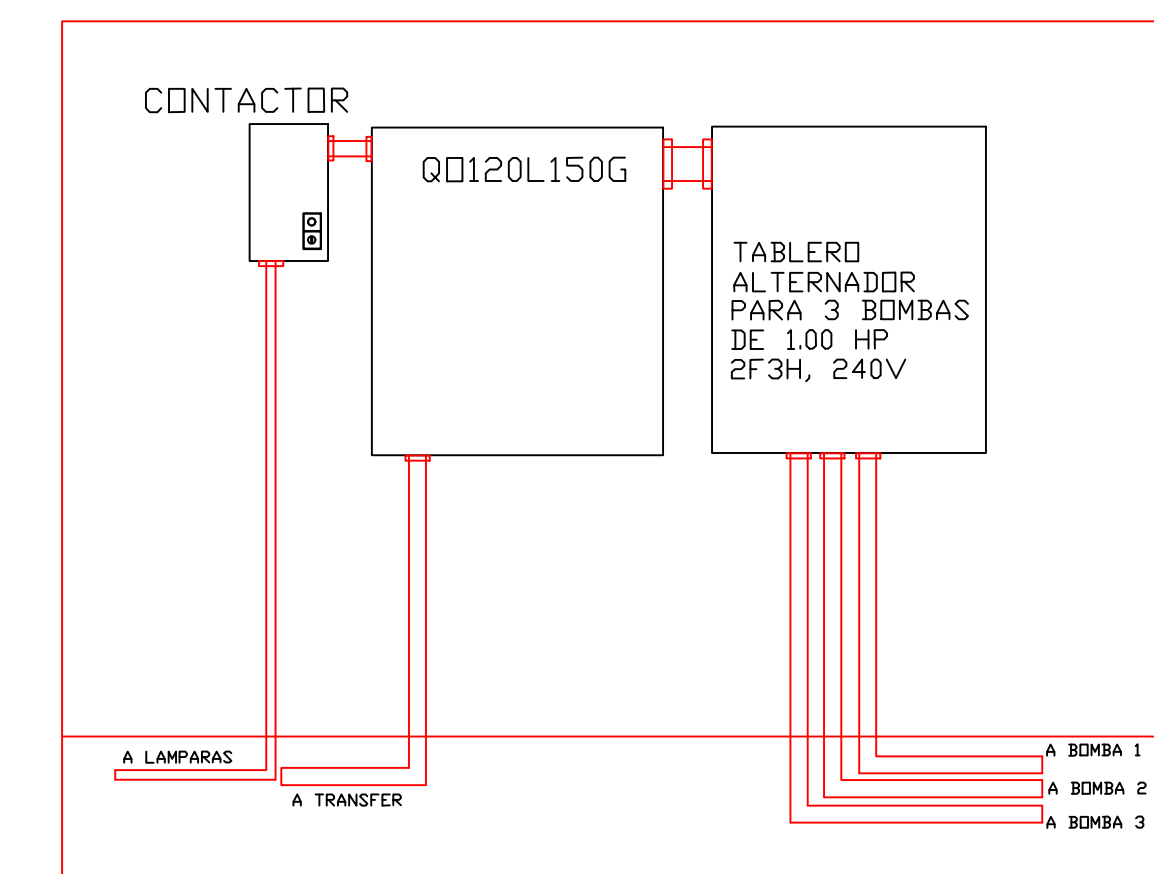 CONTACTOR
QO120L150G
TABLERO
ALTERNADOR
PARA 3 BOMBAS
DE 1.00 HP
2F3H, 240V
A LAMPARAS
A TRANSFER
A BOMBA 1
A BOMBA 2
A BOMBA 3